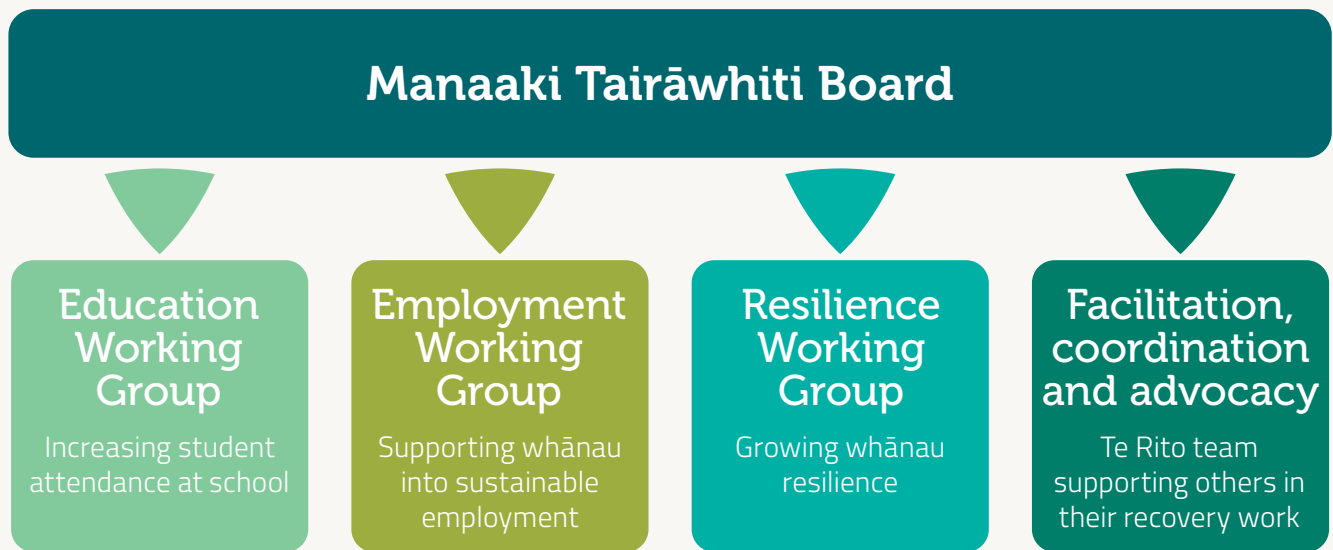 Manaaki Tairāwhiti Board
Education
Working
Group
Increasing student
attendance at school
Employment
Working
Group
Supporting whānau
into sustainable
employment
Resilience
Working
Group
Growing whānau
resilience
Facilitation,
coordination
and advocacy
Te Rito team
supporting others in
their recovery work